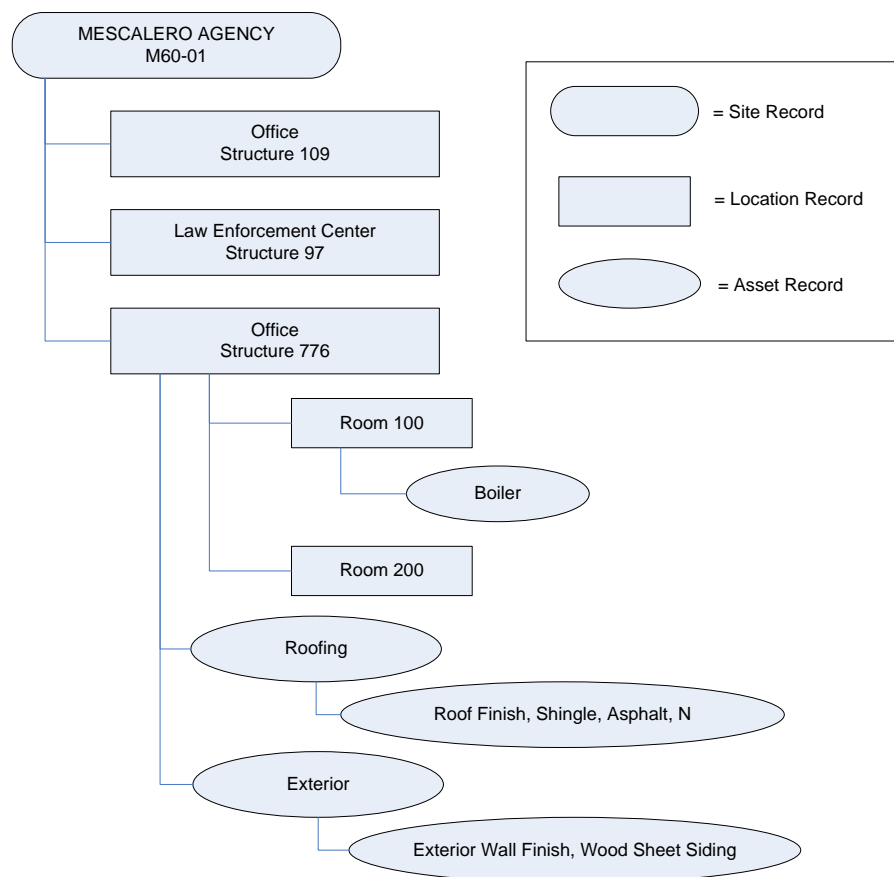 MESCALERO AGENCY
M60-01
Office
Structure 109
Law Enforcement Center
Structure 97
Office
Structure 776
Room 100
Boiler
Room 200
Roofing
Roof Finish, Shingle, Asphalt, N
Exterior
Exterior Wall Finish, Wood Sheet Siding
= Site Record
= Location Record
= Asset Record